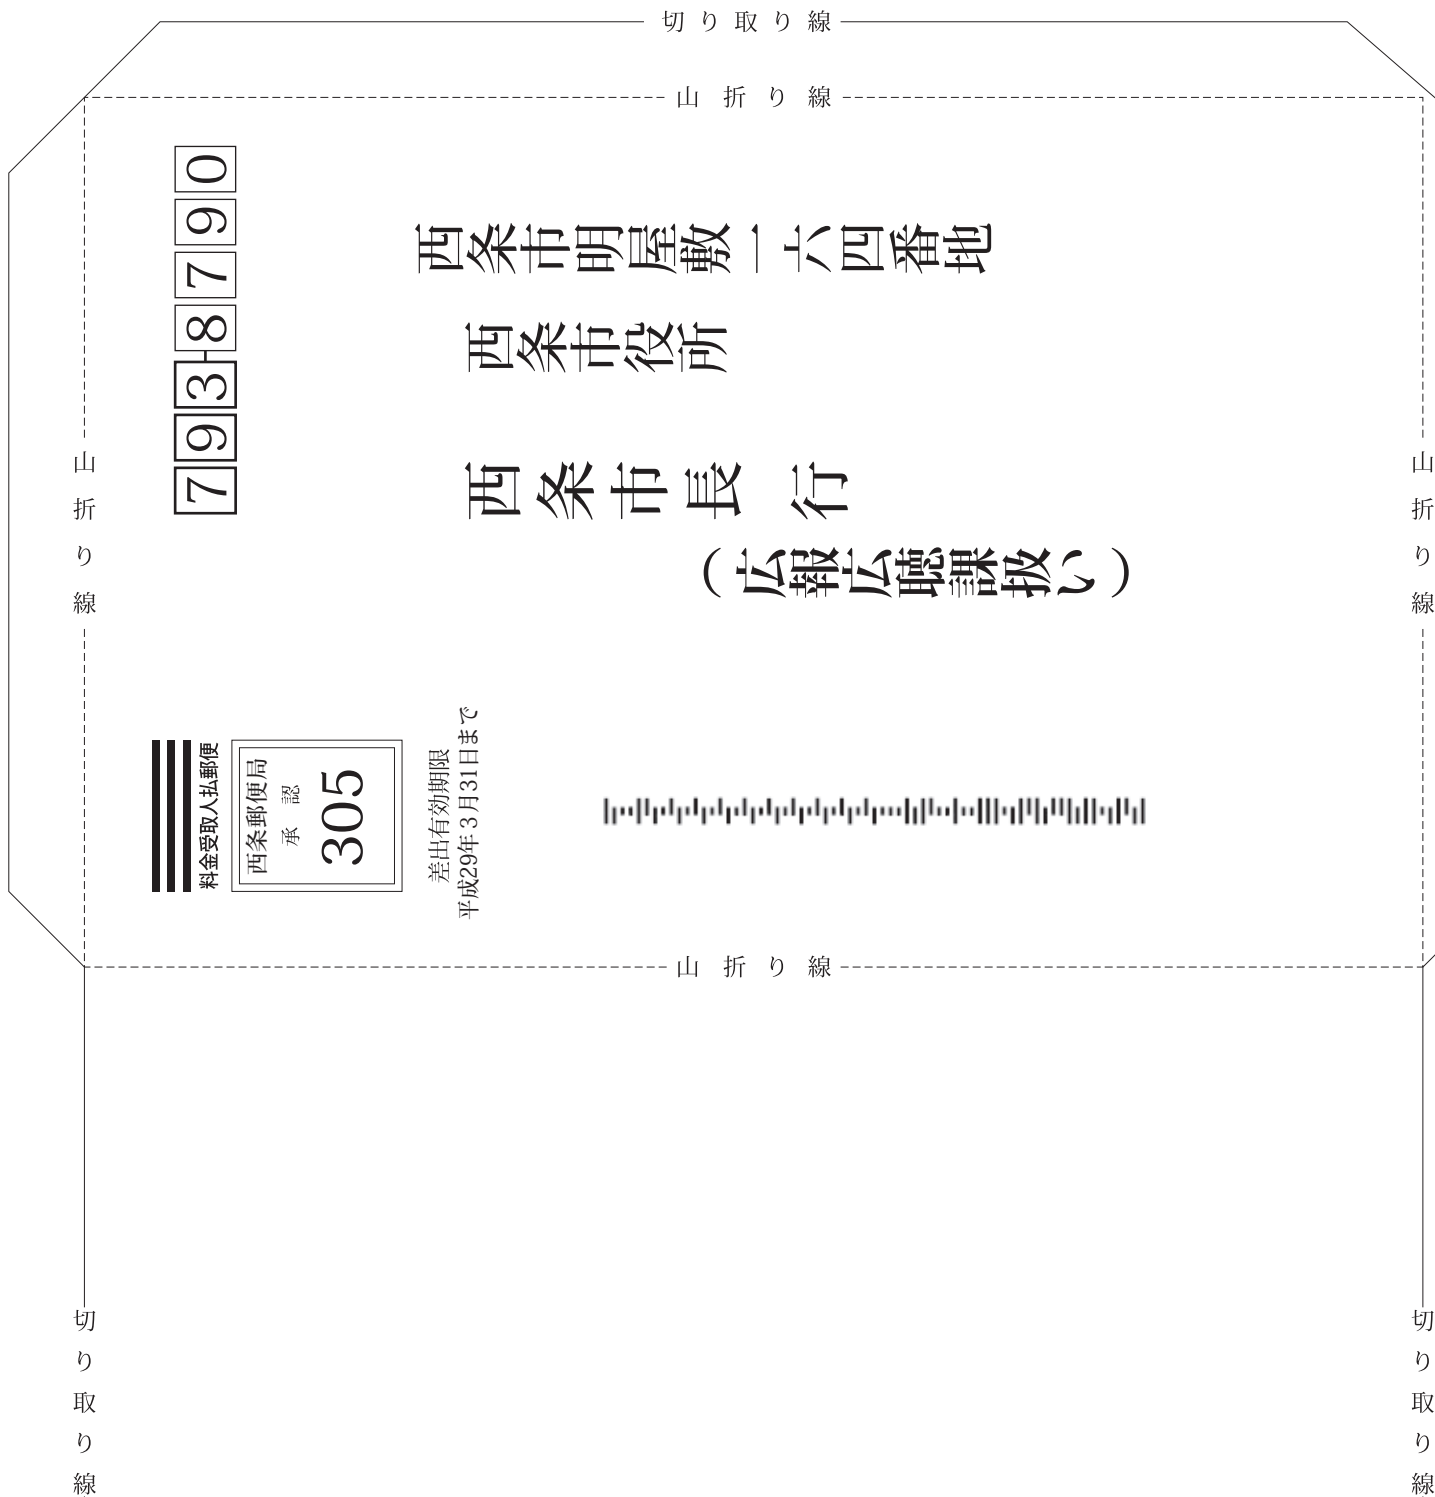 切り取り線
山折り線
793-8790
西条市明屋敷一六四番地
西条市役所
西条市長 行
（広報広聴課扱い）
料金受取人払郵便
西条郵便局
承 認
305
差出有効期限
平成29年3月31日まで
山折り線
山折り線
山折り線
切り取り線
切り取り線